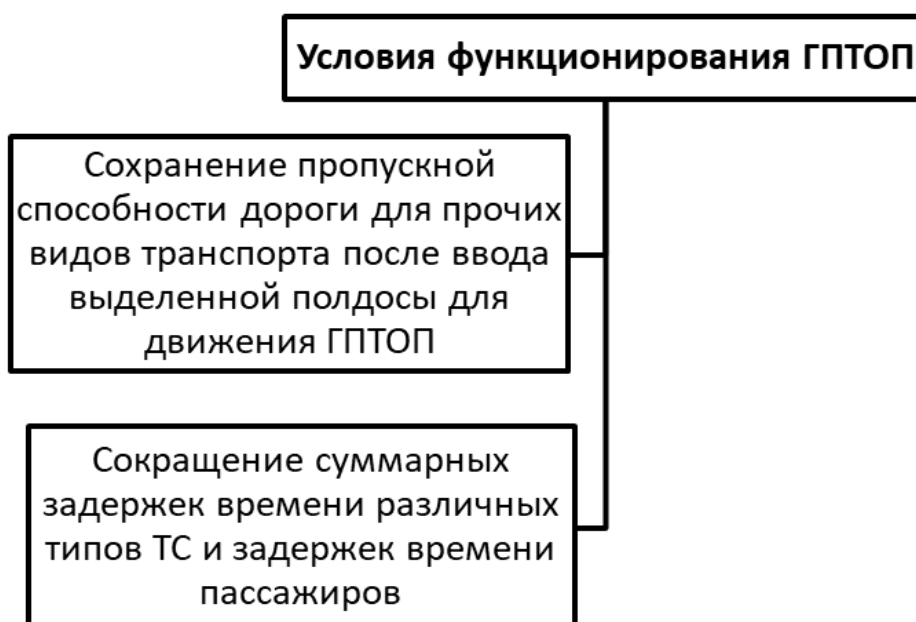 Условия функционирования ГПТОП
Сохранение пропускной
способности дороги для прочих
видов транспорта после ввода
выделенной полдосы для
движения ГПТОП
Сокращение суммарных
задержек времени различных
типов ТС и задержек времени
пассажиров